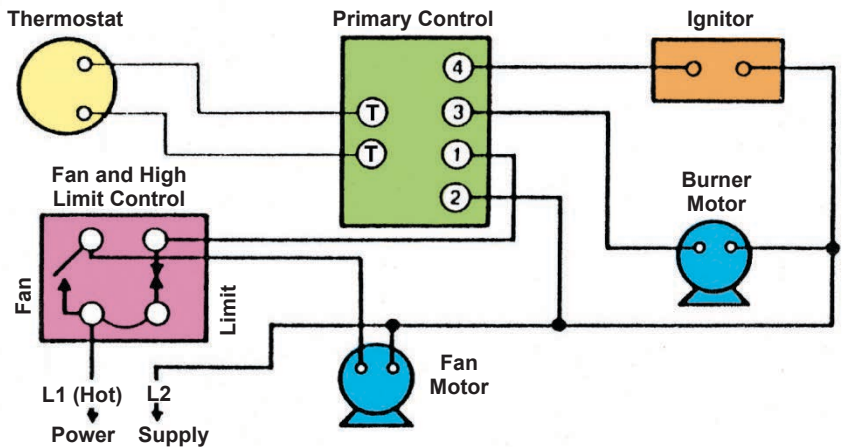 Thermostat
Primary Control
Ignitor
4
T
3
T
1
2
Fan and High
Limit Control
Burner
Motor
Fan
Limit
Fan
Motor
L1 (Hot)
L2
Power
Supply